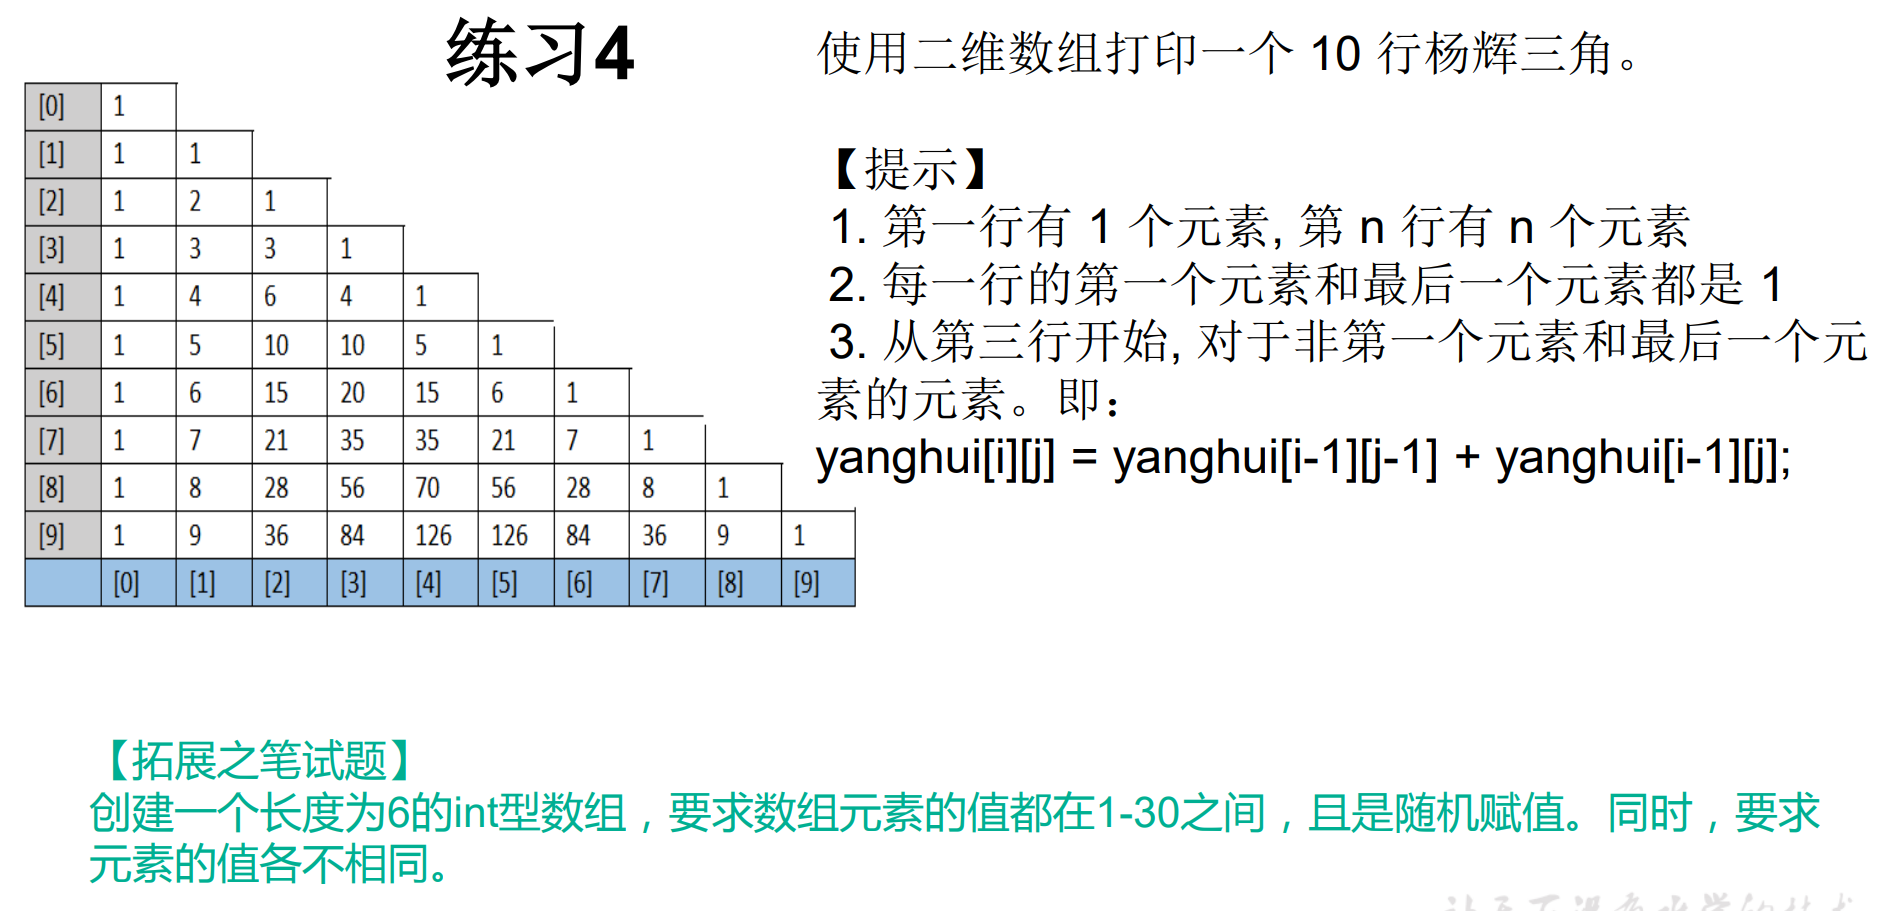 练习4
使用二维数组打印一个 10 行杨辉三角。
【提示】
1. 第一行有 1 个元素, 第 n 行有 n 个元素
2. 每一行的第一个元素和最后一个元素都是 1
3. 从第三行开始, 对于非第一个元素和最后一个元
素的元素。即：
yanghui[i][j] = yanghui[i-1][j-1] + yanghui[i-1][j];
[0] 1
[1] 1 1
[2] 1 2 1
[3] 1 3 3 1
[4] 1 4 6 4 1
[5] 1 5 10 10 5 1
[6] 1 6 15 20 15 6 1
[7] 1 7 21 35 35 21 7 1
[8] 1 8 28 56 70 56 28 8 1
[9] 1 9 36 84 126 126 84 36 9 1
[0] [1] [2] [3] [4] [5] [6] [7] [8] [9]
【拓展之笔试题】
创建一个长度为6的int型数组，要求数组元素的值都在1-30之间，且是随机赋值。同时，要求
元素的值各不相同。